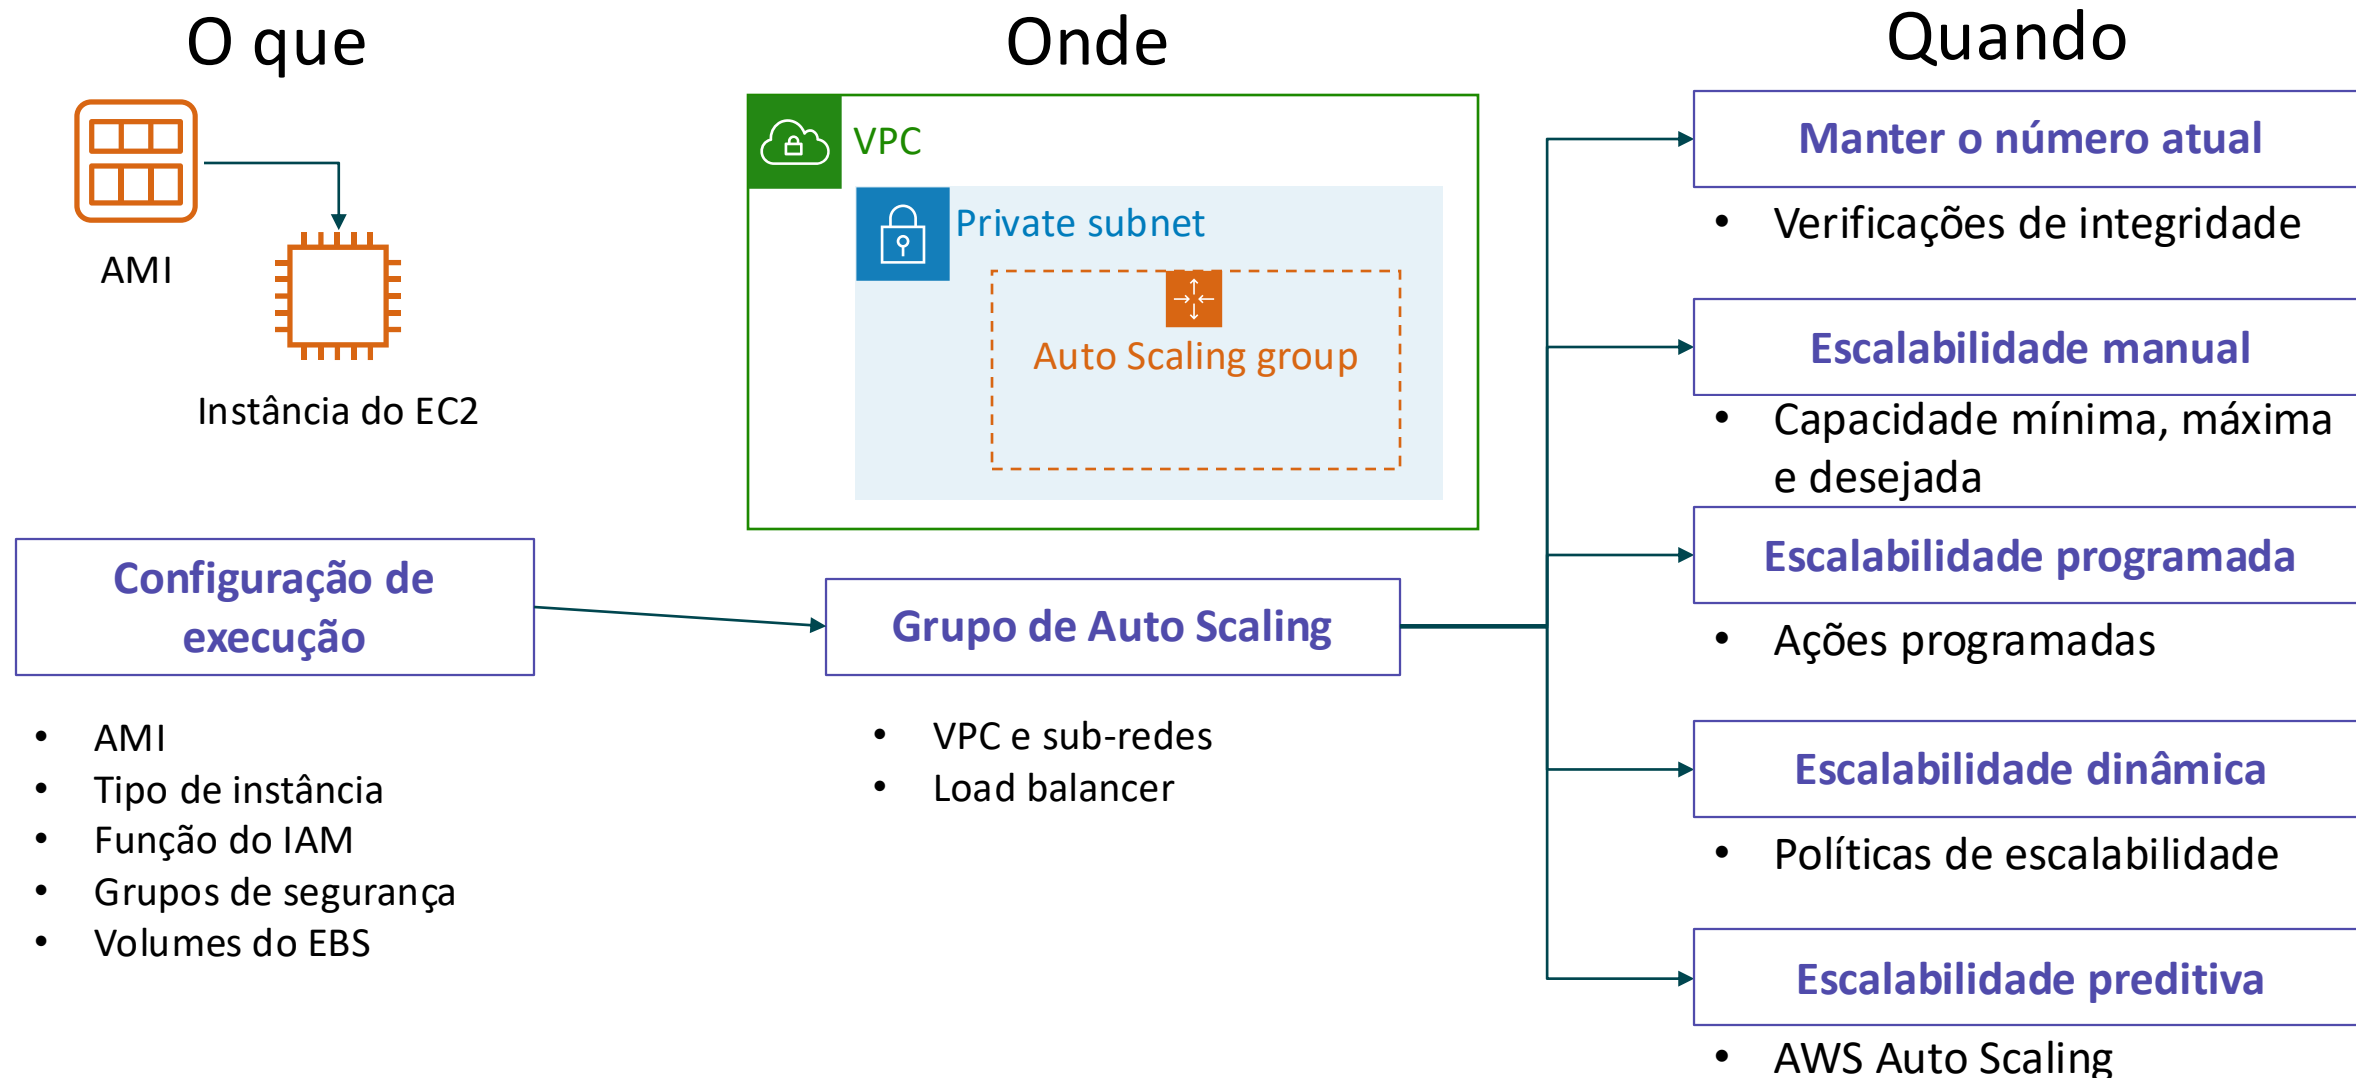 O que
AMI
Instância do EC2
Configuração de
execução
• AMI
• Tipo de instância
• Função do IAM
• Grupos de segurança
• Volumes do EBS
Onde
VPC
Private subnet
Auto Scaling group
Grupo de Auto Scaling
• VPC e sub-redes
• Load balancer
Quando
Manter o número atual
• Verificações de integridade
Escalabilidade manual
• Capacidade mínima, máxima
e desejada
Escalabilidade programada
• Ações programadas
Escalabilidade dinâmica
• Políticas de escalabilidade
Escalabilidade preditiva
• AWS Auto Scaling